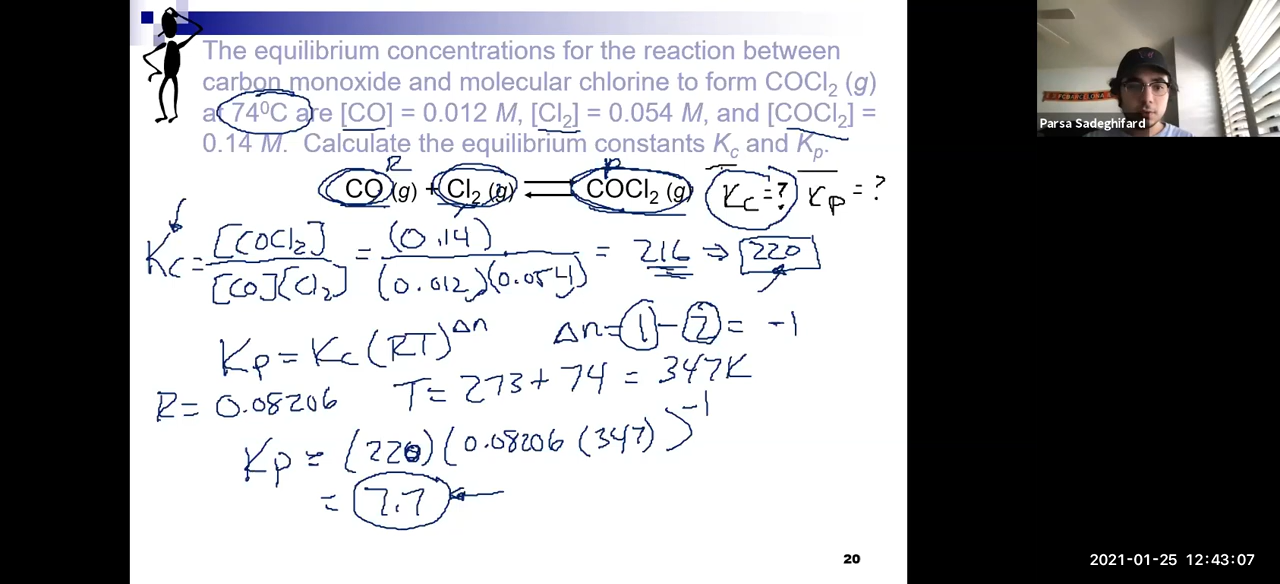 The equilibrium concentrations for the reaction between
carbon monoxide and molecular chlorine to form COCl₂ (g)
at 74⁰C are [CO] = 0.012 M, [Cl₂] = 0.054 M, and [COCl₂] =
0.14 M. Calculate the equilibrium constants Kc and Kp.
R P
CO (g) + Cl₂ (g) ⇌ COCl₂ (g) Kc = ? Kp = ?
Kc = [COCl₂] / [CO][Cl₂] = (0.14) / (0.012)(0.054) = 216 ⇒ 220
Kp = Kc (RT)^Δn Δn = 1 - 2 = -1
R = 0.08206 T = 273 + 74 = 347K
Kp = (220)(0.08206 (347))^-1
= 7.7
20
Parsa Sadeghifard
2021-01-25 12:43:07